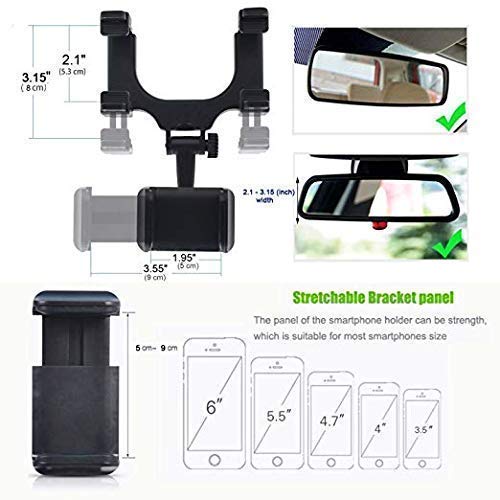 2.1"
(5.3 cm)
3.15"
( 8 cm)
2.1 - 3.15 (inch)
width
1.95"
(5 cm)
3.55"
(9 cm)
Stretchable Bracket panel
The panel of the smartphone holder can be strength,
which is suitable for most smartphones size
5 cm- 9 cm
6"
5.5"
4.7"
4"
3.5"